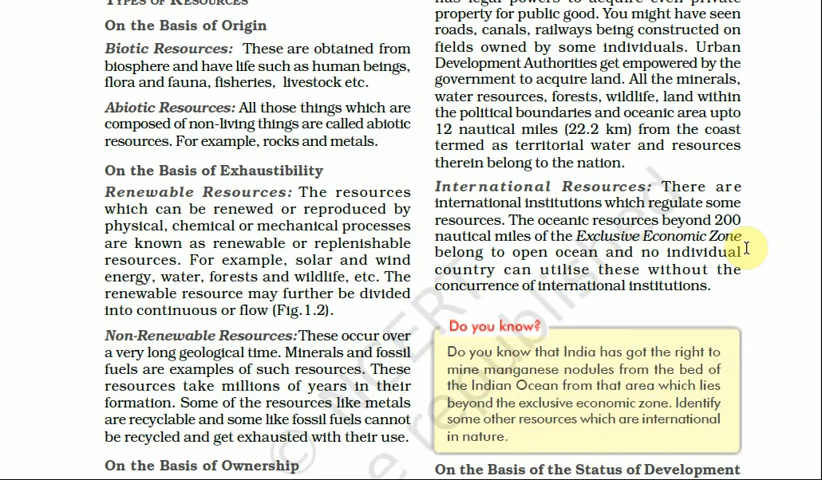 TYPES OF RESOURCES
On the Basis of Origin
Biotic Resources: These are obtained from
biosphere and have life such as human beings,
flora and fauna, fisheries, livestock etc.
Abiotic Resources: All those things which are
composed of non-living things are called abiotic
resources. For example, rocks and metals.
On the Basis of Exhaustibility
Renewable Resources: The resources
which can be renewed or reproduced by
physical, chemical or mechanical processes
are known as renewable or replenishable
resources. For example, solar and wind
energy, water, forests and wildlife, etc. The
renewable resource may further be divided
into continuous or flow (Fig.1.2).
Non-Renewable Resources: These occur over
a very long geological time. Minerals and fossil
fuels are examples of such resources. These
resources take millions of years in their
formation. Some of the resources like metals
are recyclable and some like fossil fuels cannot
be recycled and get exhausted with their use.
On the Basis of Ownership
has legal powers to acquire even private
property for public good. You might have seen
roads, canals, railways being constructed on
fields owned by some individuals. Urban
Development Authorities get empowered by the
government to acquire land. All the minerals,
water resources, forests, wildlife, land within
the political boundaries and oceanic area upto
12 nautical miles (22.2 km) from the coast
termed as territorial water and resources
therein belong to the nation.
International Resources: There are
international institutions which regulate some
resources. The oceanic resources beyond 200
nautical miles of the Exclusive Economic Zone
belong to open ocean and no individual
country can utilise these without the
concurrence of international institutions.
Do you know?
Do you know that India has got the right to
mine manganese nodules from the bed of
the Indian Ocean from that area which lies
beyond the exclusive economic zone. Identify
some other resources which are international
in nature.
On the Basis of the Status of Development
© NCERT
be republished